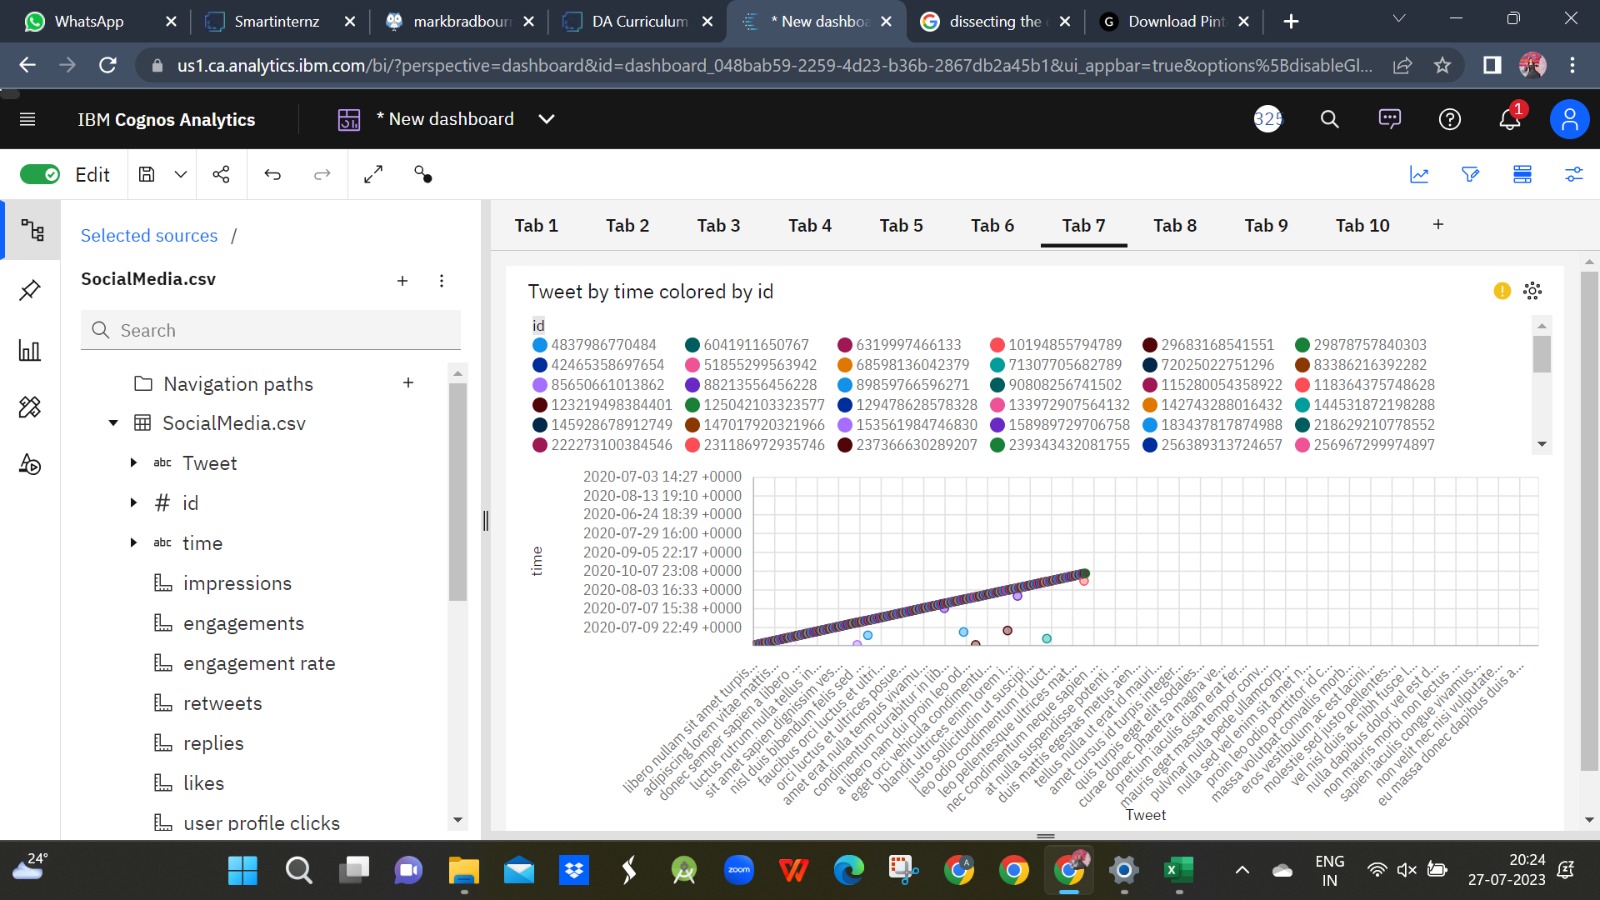 WhatsApp
Smartinternz
markbradbourn
DA Curriculum
* New dashboa
dissecting the
Download Pint
us1.ca.analytics.ibm.com/bi/?perspective=dashboard&id=dashboard_048bab59-2259-4d23-b36b-2867db2a45b1&ui_appbar=true&options%5BdisableGl...
IBM Cognos Analytics
* New dashboard
325
1
Edit
Selected sources /
SocialMedia.csv
Search
Navigation paths
SocialMedia.csv
abc Tweet
# id
abc time
impressions
engagements
engagement rate
retweets
replies
likes
user profile clicks
Tab 1 Tab 2 Tab 3 Tab 4 Tab 5 Tab 6 Tab 7 Tab 8 Tab 9 Tab 10 +
Tweet by time colored by id
id
4837986770484 6041911650767 6319997466133 10194855794789 29683168541551 29878757840303
42465358697654 51855299563942 68598136042379 71307705682789 72025022751296 83386216392282
85650661013862 88213556456228 89859766596271 90808256741502 115280054358922 118364375748628
123219498384401 125042103323577 129478628578328 133972907564132 142743288016432 144531872198288
145928678912749 147017920321966 153561984746830 158989729706758 183437817874988 218629210778552
222273100384546 231186972935746 237366630289207 239343432081755 256389313724657 256967299974897
time
2020-07-03 14:27 +0000
2020-08-13 19:10 +0000
2020-06-24 18:39 +0000
2020-07-29 16:00 +0000
2020-09-05 22:17 +0000
2020-10-07 23:08 +0000
2020-08-03 16:33 +0000
2020-07-07 15:38 +0000
2020-07-09 22:49 +0000
libero nullam sit amet turpis...
adipiscing lorem vitae mattis...
donec semper sapien a libero...
luctus rutrum nulla tellus in...
sit amet sapien dignissim ves...
nisl duis bibendum felis sed...
faucibus orci luctus et ultri...
orci luctus et ultrices posue...
amet erat nulla tempus vivamu...
condimentum curabitur in lib...
a libero nam dui proin leo od...
eget orci vehicula condimentu...
blandit ultrices enim lorem i...
justo sollicitudin ut suscipi...
leo odio condimentum id luct...
leo pellentesque ultrices mat...
nec condimentum neque sapien...
at nulla suspendisse potenti...
duis mattis egestas metus aen...
tellus nulla ut erat id mauri...
amet cursus id turpis integer...
quis turpis eget elit sodales...
curae donec pharetra magna ve...
pretium iaculis diam erat fer...
mauris eget massa tempor conv...
pulvinar nulla pede ullamcorp...
nulla sed vel enim sit amet n...
proin leo odio porttitor id c...
massa volutpat convallis morb...
eros vestibulum ac est lacini...
molestie sed justo pellentes...
vel nisl duis ac nibh fusce l...
nulla dapibus dolor vel est d...
non mauris morbi non lectus...
sapien iaculis congue vivamus...
non velit nec nisi vulputate...
eu massa donec dapibus duis a...
Tweet
24°
zoom
ENG
IN
20:24
27-07-2023